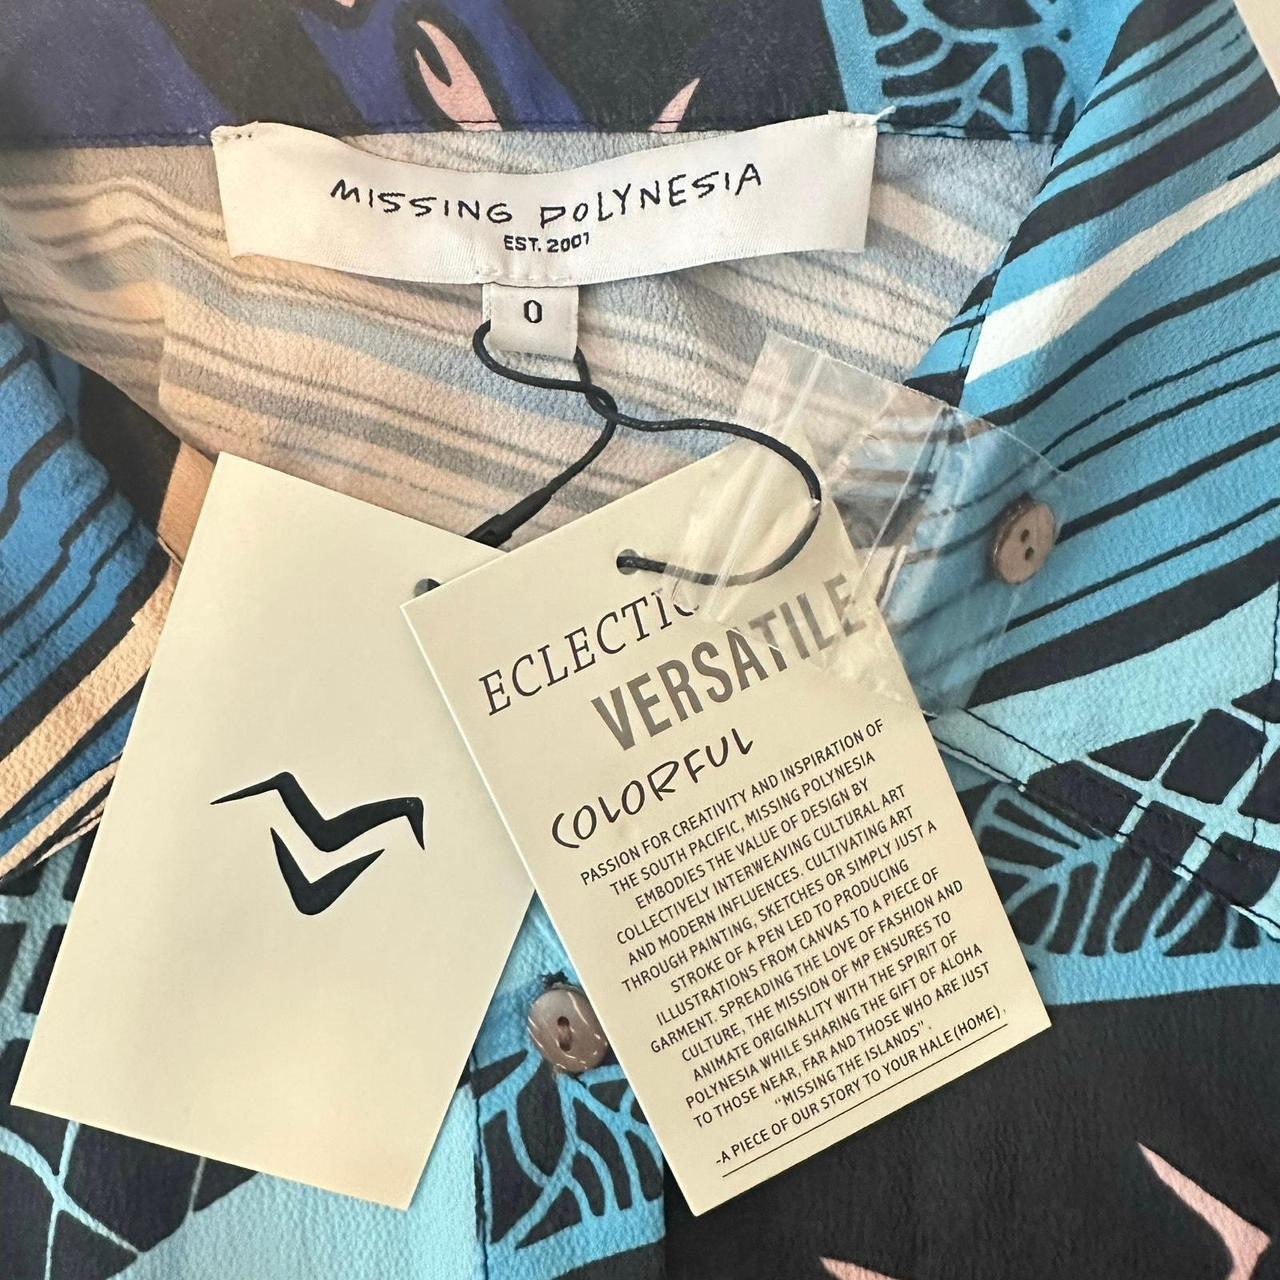 MISSING POLYNESIA
EST. 2001
0
ECLECTIC
VERSATILE
COLORFUL
PASSION FOR CREATIVITY AND INSPIRATION OF
THE SOUTH PACIFIC, MISSING POLYNESIA
EMBODIES THE VALUE OF DESIGN BY
COLLECTIVELY INTERWEAVING CULTURAL ART
AND MODERN INFLUENCES. CULTIVATING ART
THROUGH PAINTING, SKETCHES OR SIMPLY JUST A
STROKE OF A PEN LED TO PRODUCING
ILLUSTRATIONS FROM CANVAS TO A PIECE OF
GARMENT. SPREADING THE LOVE OF FASHION AND
CULTURE, THE MISSION OF MP ENSURES TO
ANIMATE ORIGINALITY WITH THE SPIRIT OF
POLYNESIA WHILE SHARING THE GIFT OF ALOHA
TO THOSE NEAR, FAR AND THOSE WHO ARE JUST
"MISSING THE ISLANDS".
-A PIECE OF OUR STORY TO YOUR HALE (HOME).